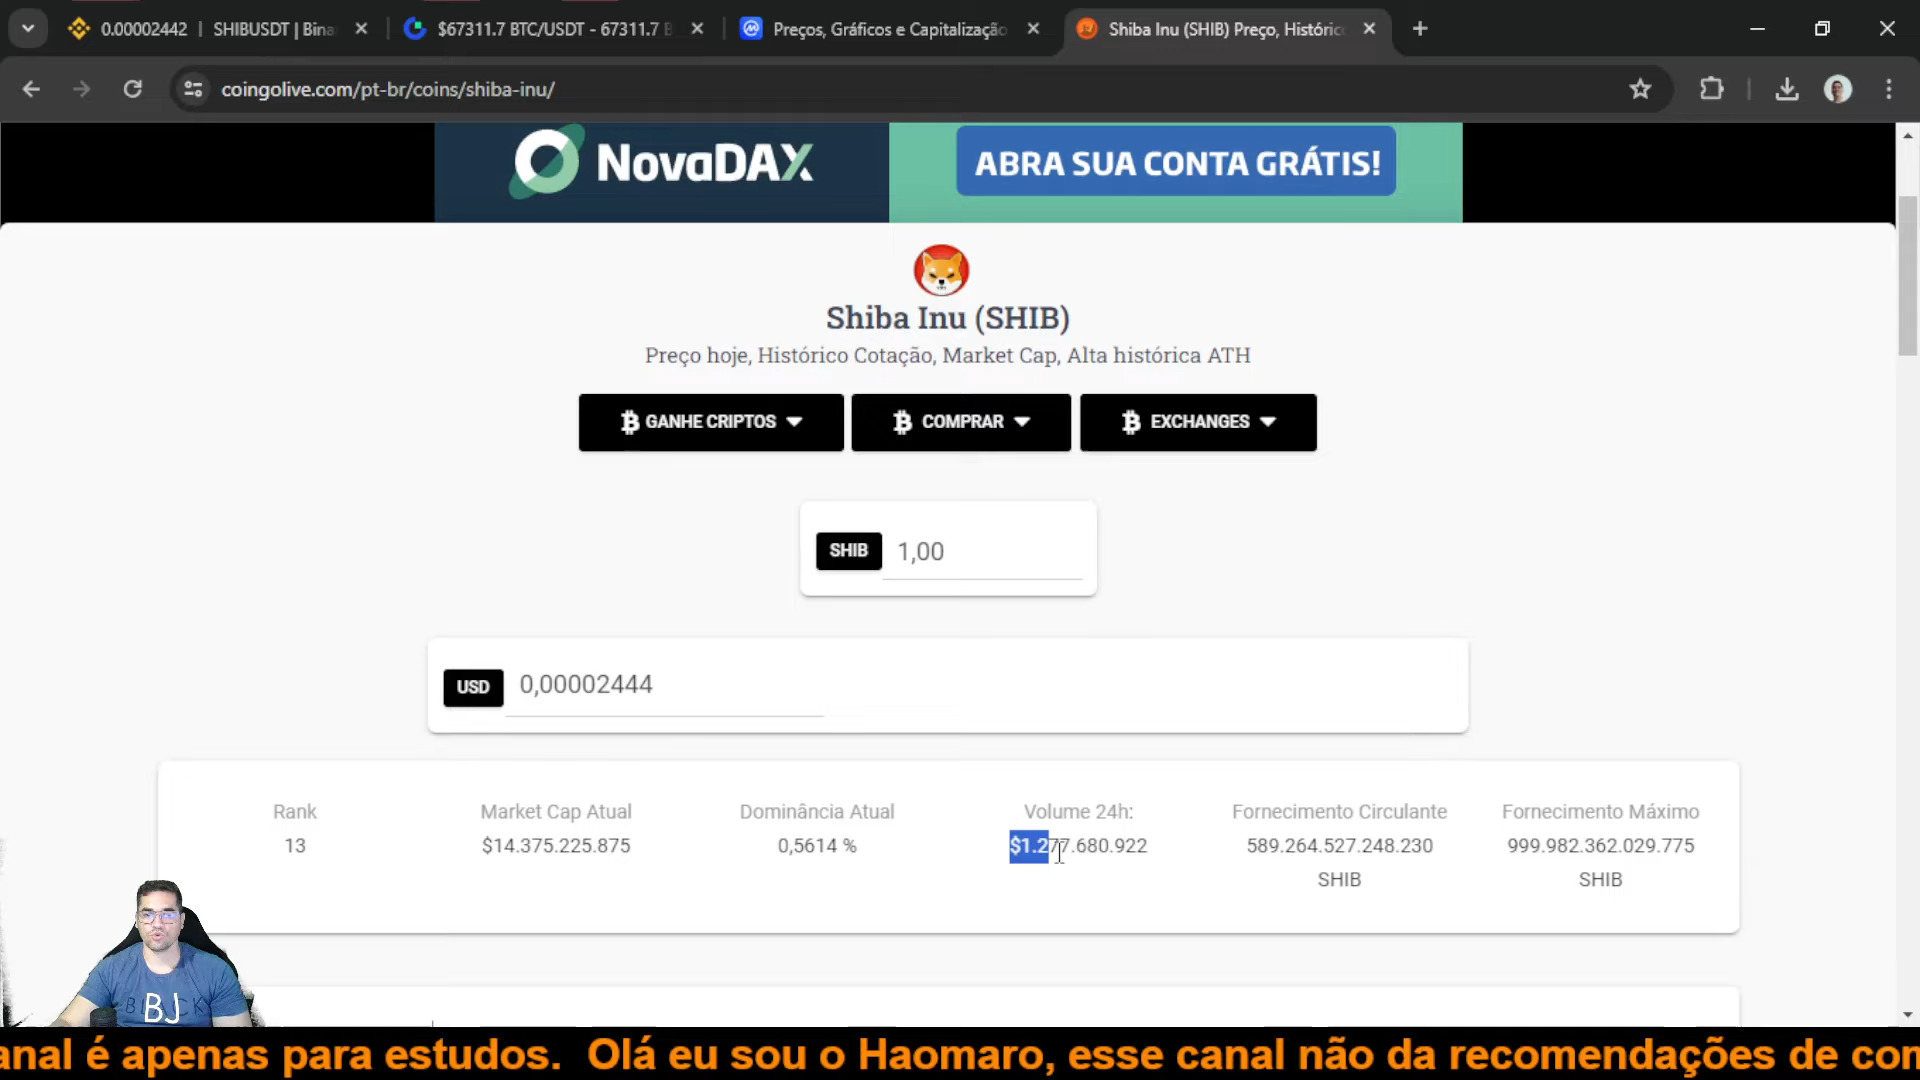 0.00002442 | SHIBUSDT | Bina
$67311.7 BTC/USDT - 67311.7 B
Preços, Gráficos e Capitalização
Shiba Inu (SHIB) Preço, Históric
coingolive.com/pt-br/coins/shiba-inu/
NovaDAX
ABRA SUA CONTA GRÁTIS!
Shiba Inu (SHIB)
Preço hoje, Histórico Cotação, Market Cap, Alta histórica ATH
GANHE CRIPTOS
COMPRAR
EXCHANGES
SHIB 1,00
USD 0,00002444
Rank
13
Market Cap Atual
$14.375.225.875
Dominância Atual
0,5614 %
Volume 24h:
$1.277.680.922
Fornecimento Circulante
589.264.527.248.230
SHIB
Fornecimento Máximo
999.982.362.029.775
SHIB
BJ
anal é apenas para estudos. Olá eu sou o Haomaro, esse canal não da recomendações de con